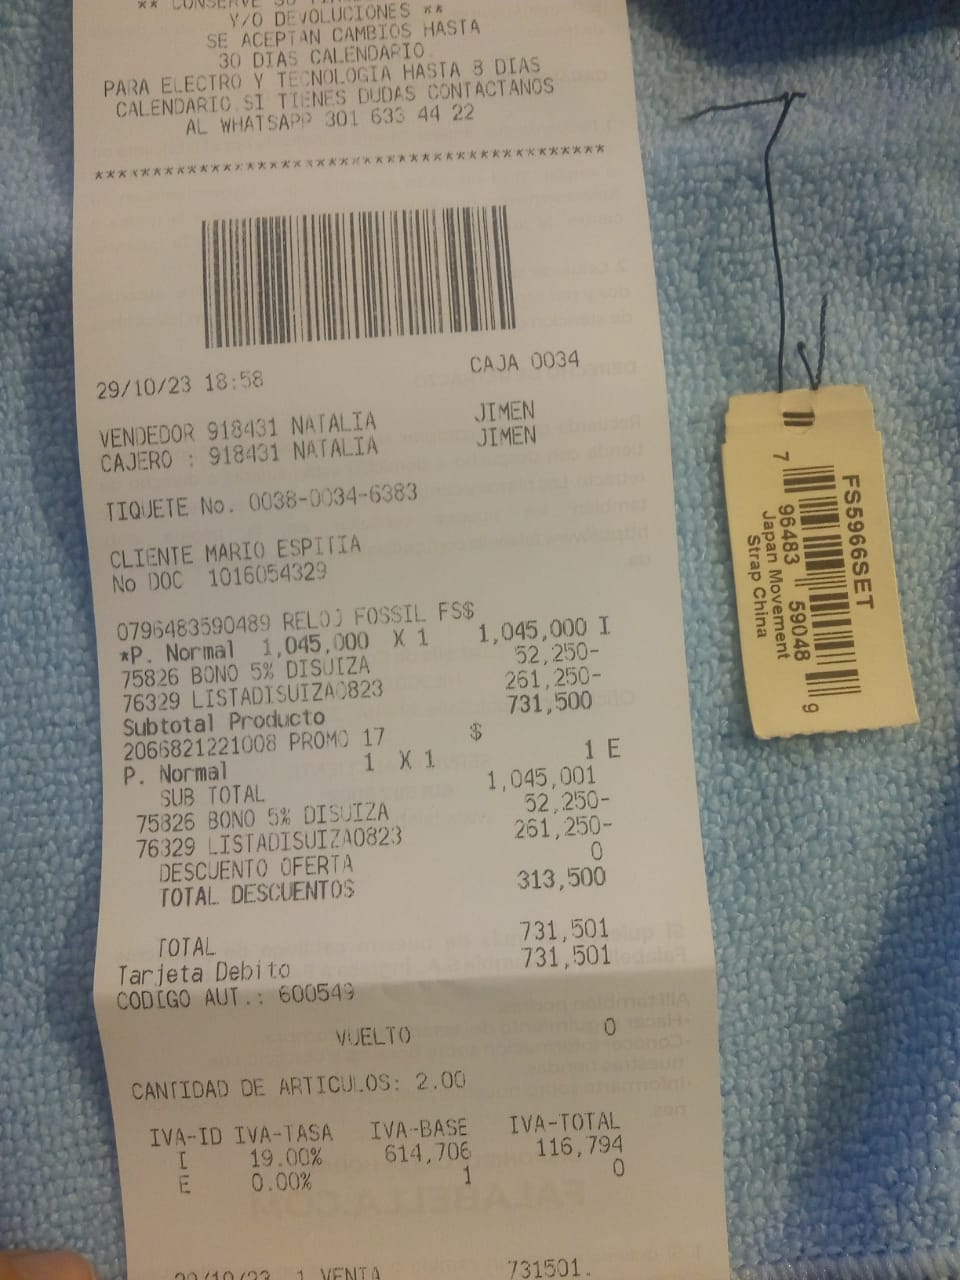 ** CONSERVE SU
Y/O DEVOLUCIONES **
SE ACEPTAN CAMBIOS HASTA
30 DIAS CALENDARIO.
PARA ELECTRO Y TECNOLOGIA HASTA 8 DIAS
CALENDARIO.SI TIENES DUDAS CONTACTANOS
AL WHATSAPP 301 633 44 22
********************************************
29/10/23 18:58 CAJA 0034
VENDEDOR 918431 NATALIA JIMEN
CAJERO : 918431 NATALIA JIMEN
TIQUETE No. 0038-0034-6383
CLIENTE MARIO ESPITIA
No DOC 1016054329
0796483590489 RELOJ FOSSIL FS$
*P. Normal 1,045,000 X 1 1,045,000 I
75826 BONO 5% DISUIZA 52,250-
76329 LISTADISUIZA0823 261,250-
Subtotal Producto 731,500
2066821221008 PROMO 17 $
P. Normal 1 X 1 1 E
SUB TOTAL 1,045,001
75826 BONO 5% DISUIZA 52,250-
76329 LISTADISUIZA0823 261,250-
DESCUENTO OFERTA 0
TOTAL DESCUENTOS 313,500
TOTAL 731,501
Tarjeta Debito 731,501
CODIGO AUT.: 600549
VUELTO 0
CANTIDAD DE ARTICULOS: 2.00
IVA-ID IVA-TASA IVA-BASE IVA-TOTAL
I 19.00% 614,706 116,794
E 0.00% 1 0
29/10/23 1 VENTA 731501.
FS5966SET
7 96483 59048 9
Japan Movement
Strap China